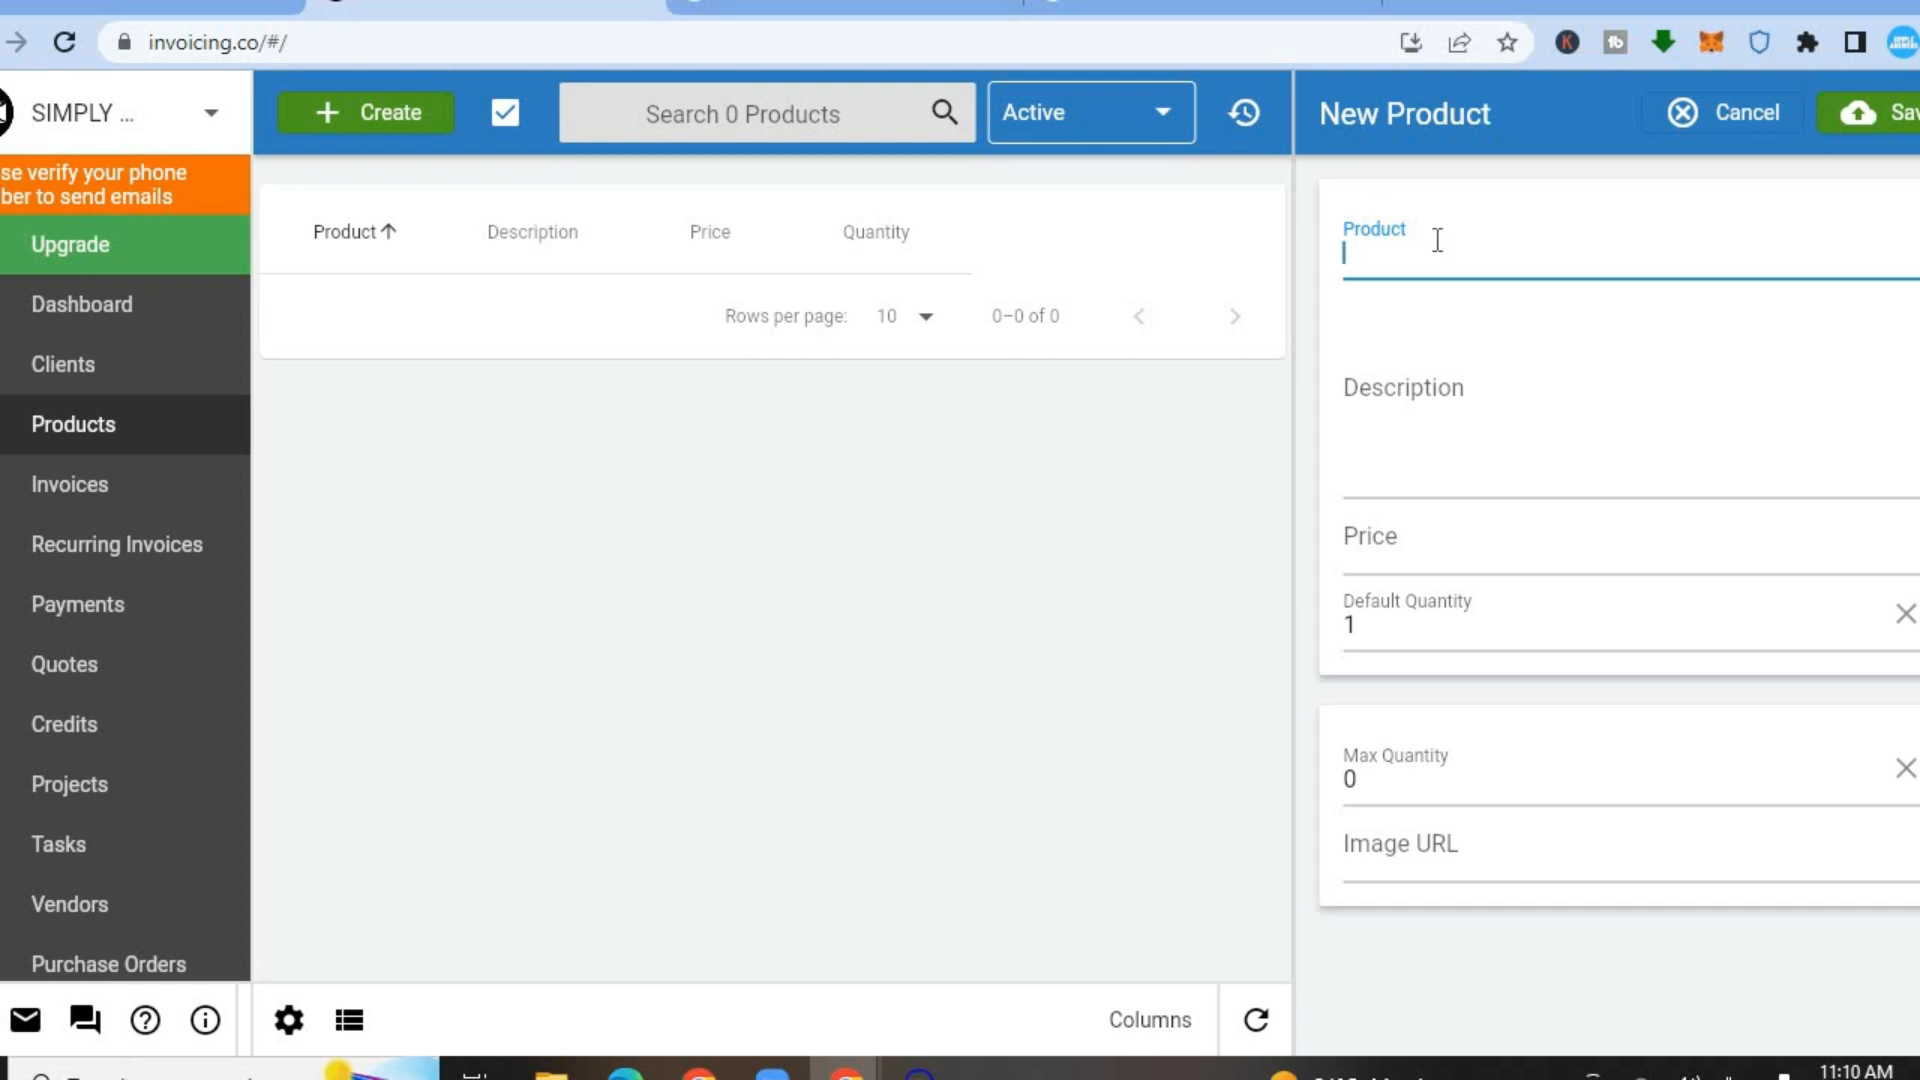 invoicing.co/#/
SIMPLY ...
Create
Search 0 Products
Active
New Product
Cancel
se verify your phone
ber to send emails
Upgrade
Dashboard
Clients
Products
Invoices
Recurring Invoices
Payments
Quotes
Credits
Projects
Tasks
Vendors
Purchase Orders
Product
Description
Price
Quantity
Rows per page:
10
0–0 of 0
Product
Description
Price
Default Quantity
1
Max Quantity
0
Image URL
Columns
11:10 AM